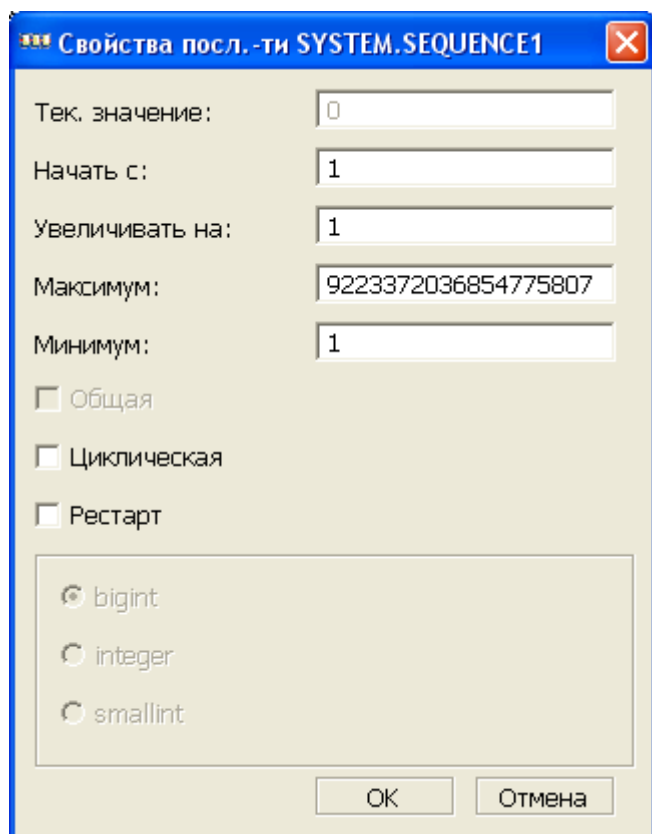 Свойства посл.-ти SYSTEM.SEQUENCE1
Тек. значение: 0
Начать с: 1
Увеличивать на: 1
Максимум: 9223372036854775807
Минимум: 1
Общая
Циклическая
Рестарт
bigint
integer
smallint
OK Отмена